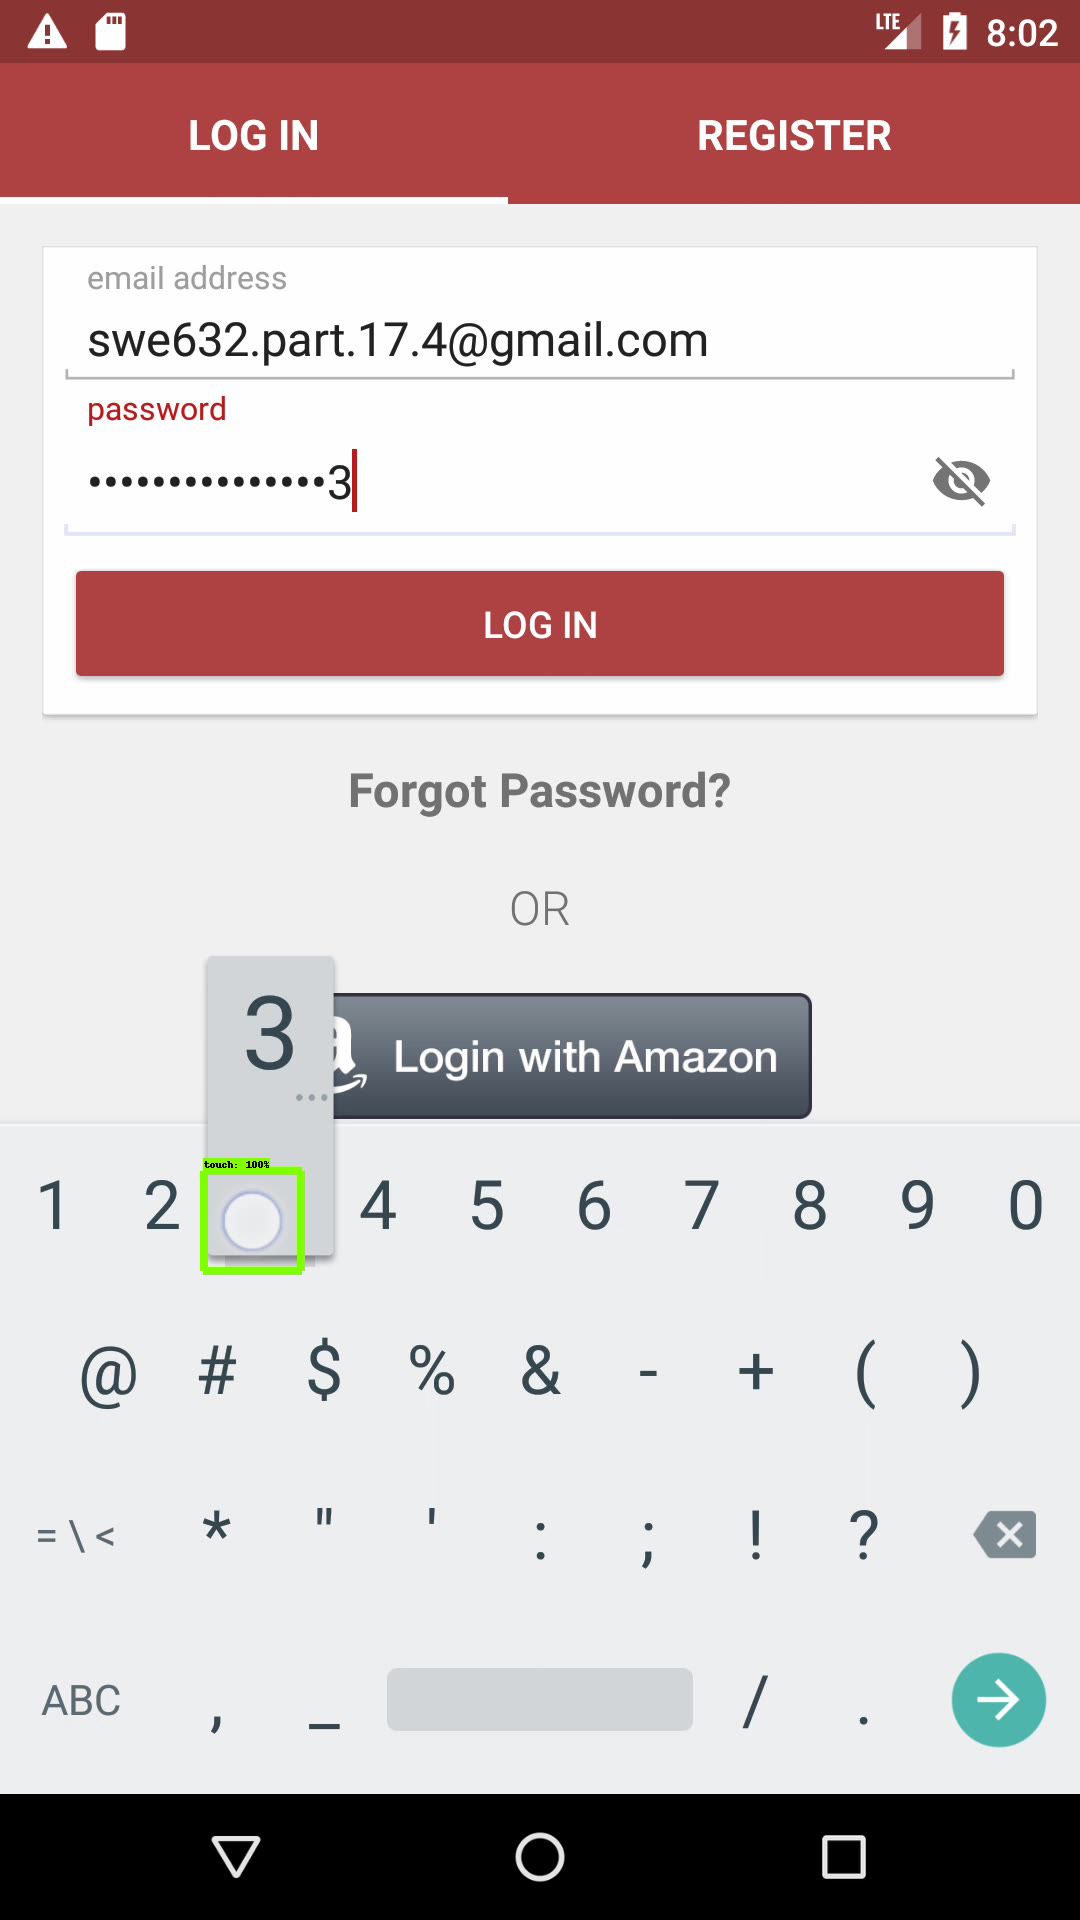 LTE 8:02
LOG IN REGISTER
email address
swe632.part.17.4@gmail.com
password
•••••••••••••••3
LOG IN
Forgot Password?
OR
3
...
Login with Amazon
touch: 100%
1 2 4 5 6 7 8 9 0
@ # $ % & - + ( )
= \ < * " ' : ; ! ?
ABC , _ / .